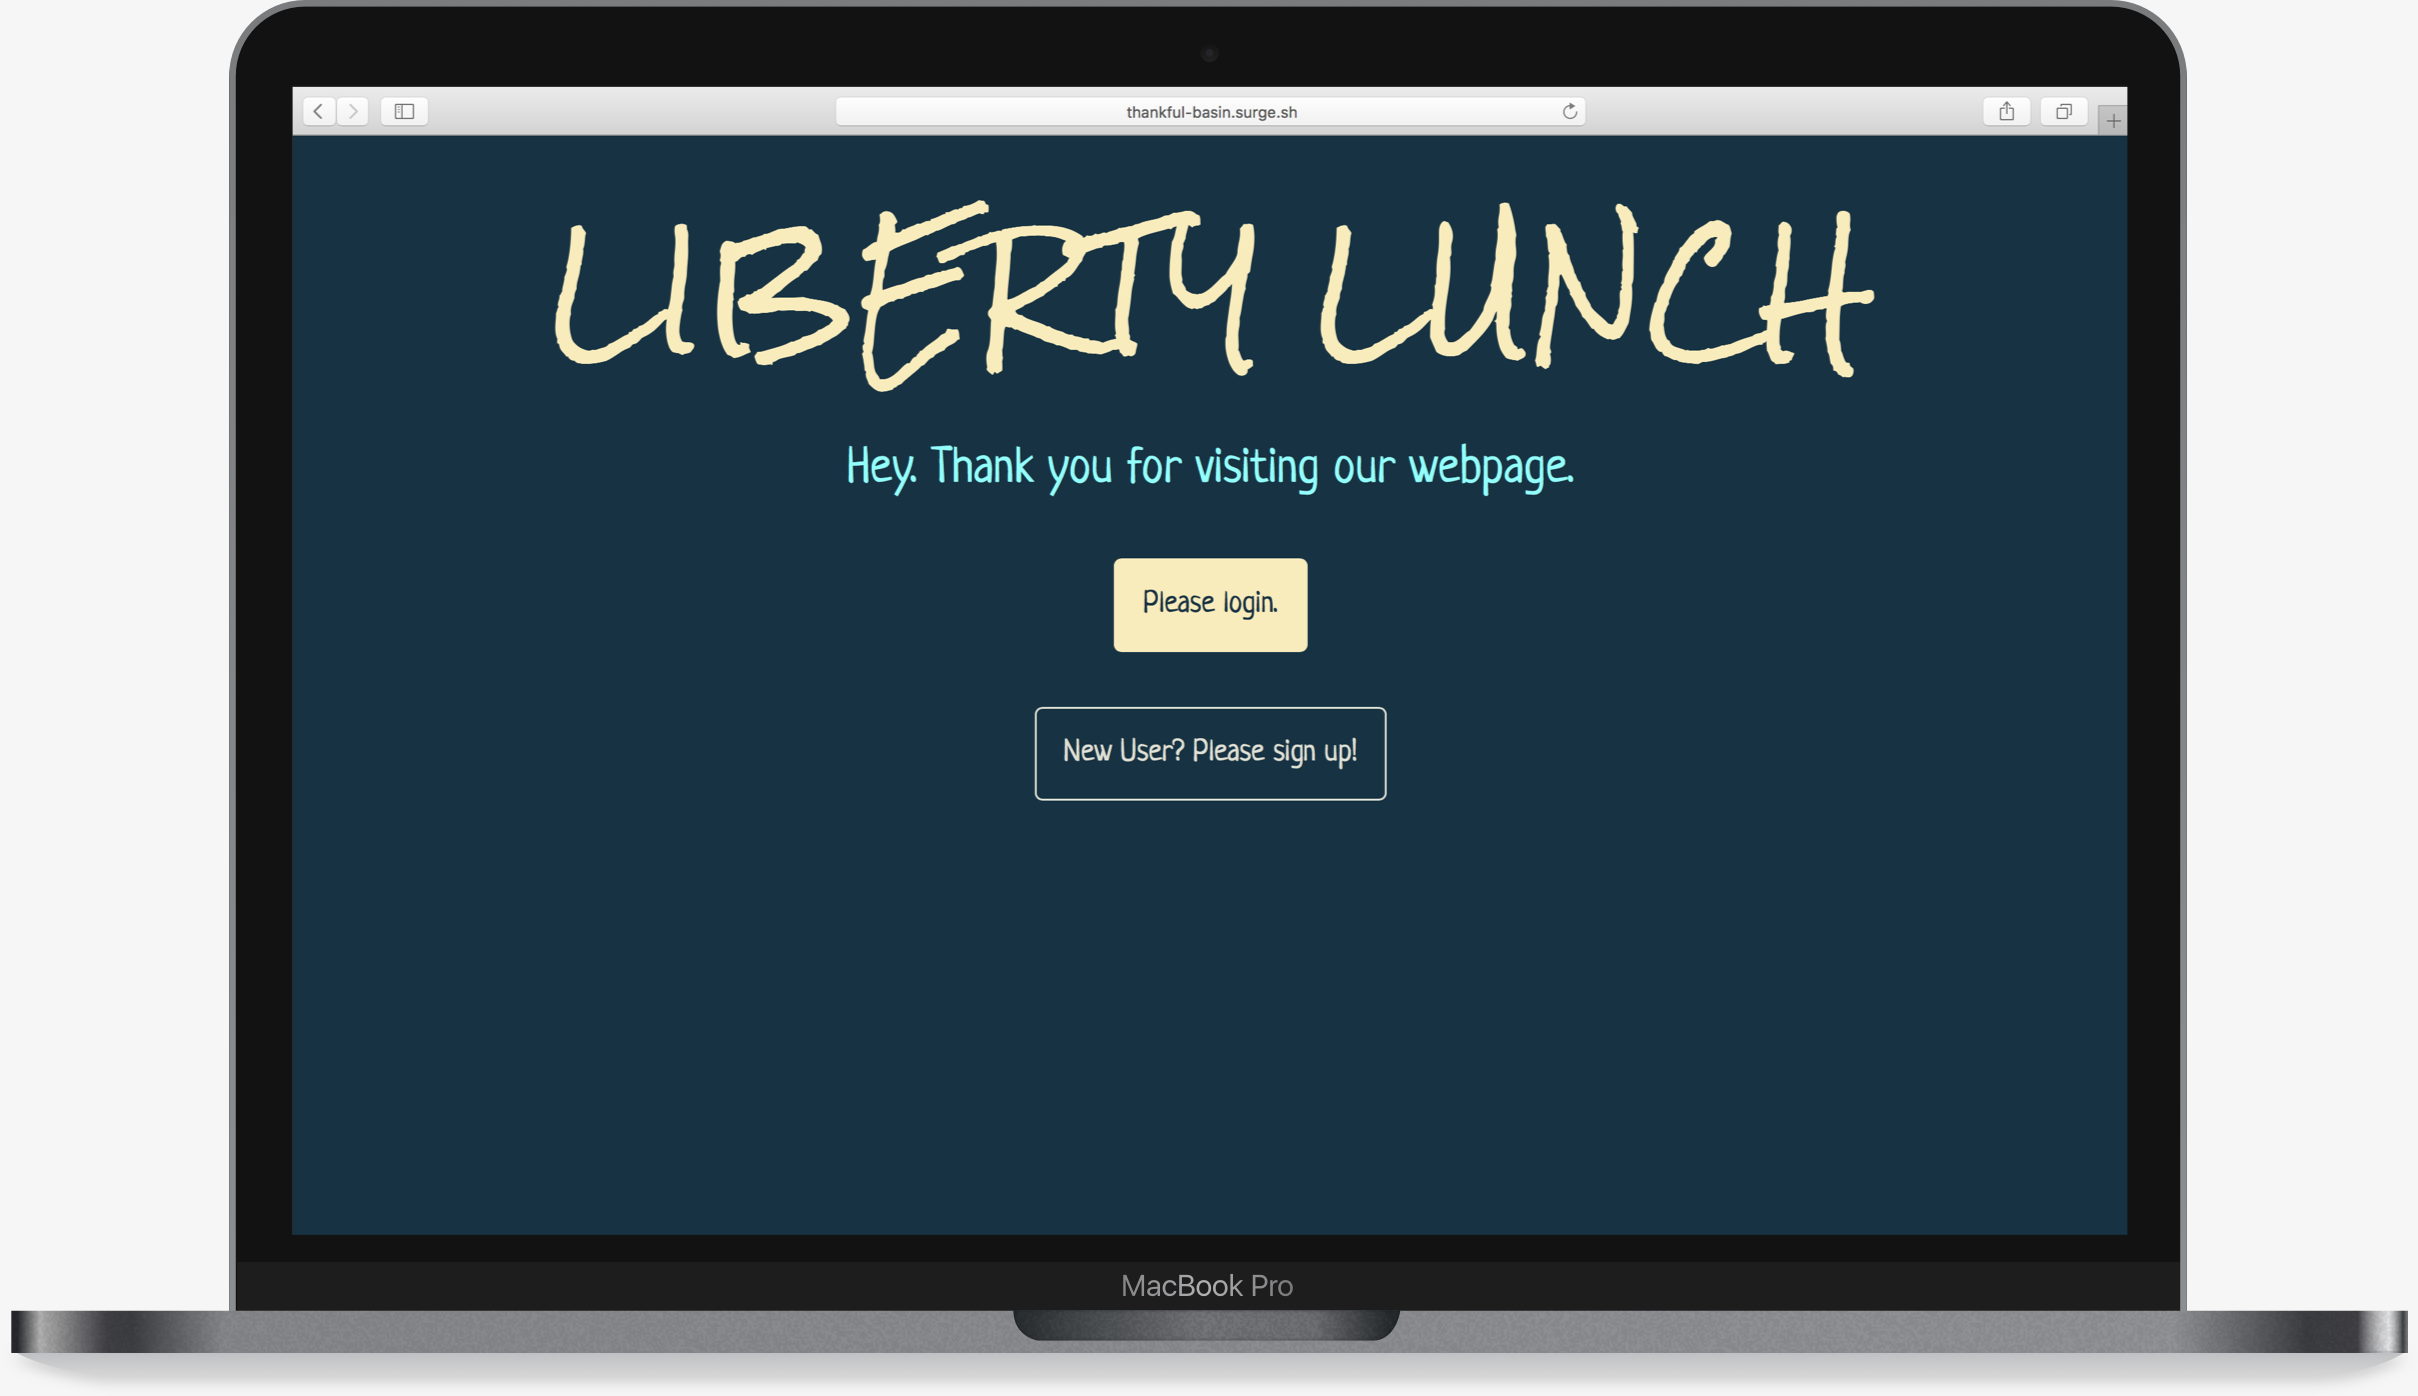 thankful-basin.surge.sh
LIBERTY LUNCH
Hey. Thank you for visiting our webpage.
Please login.
New User? Please sign up!
MacBook Pro